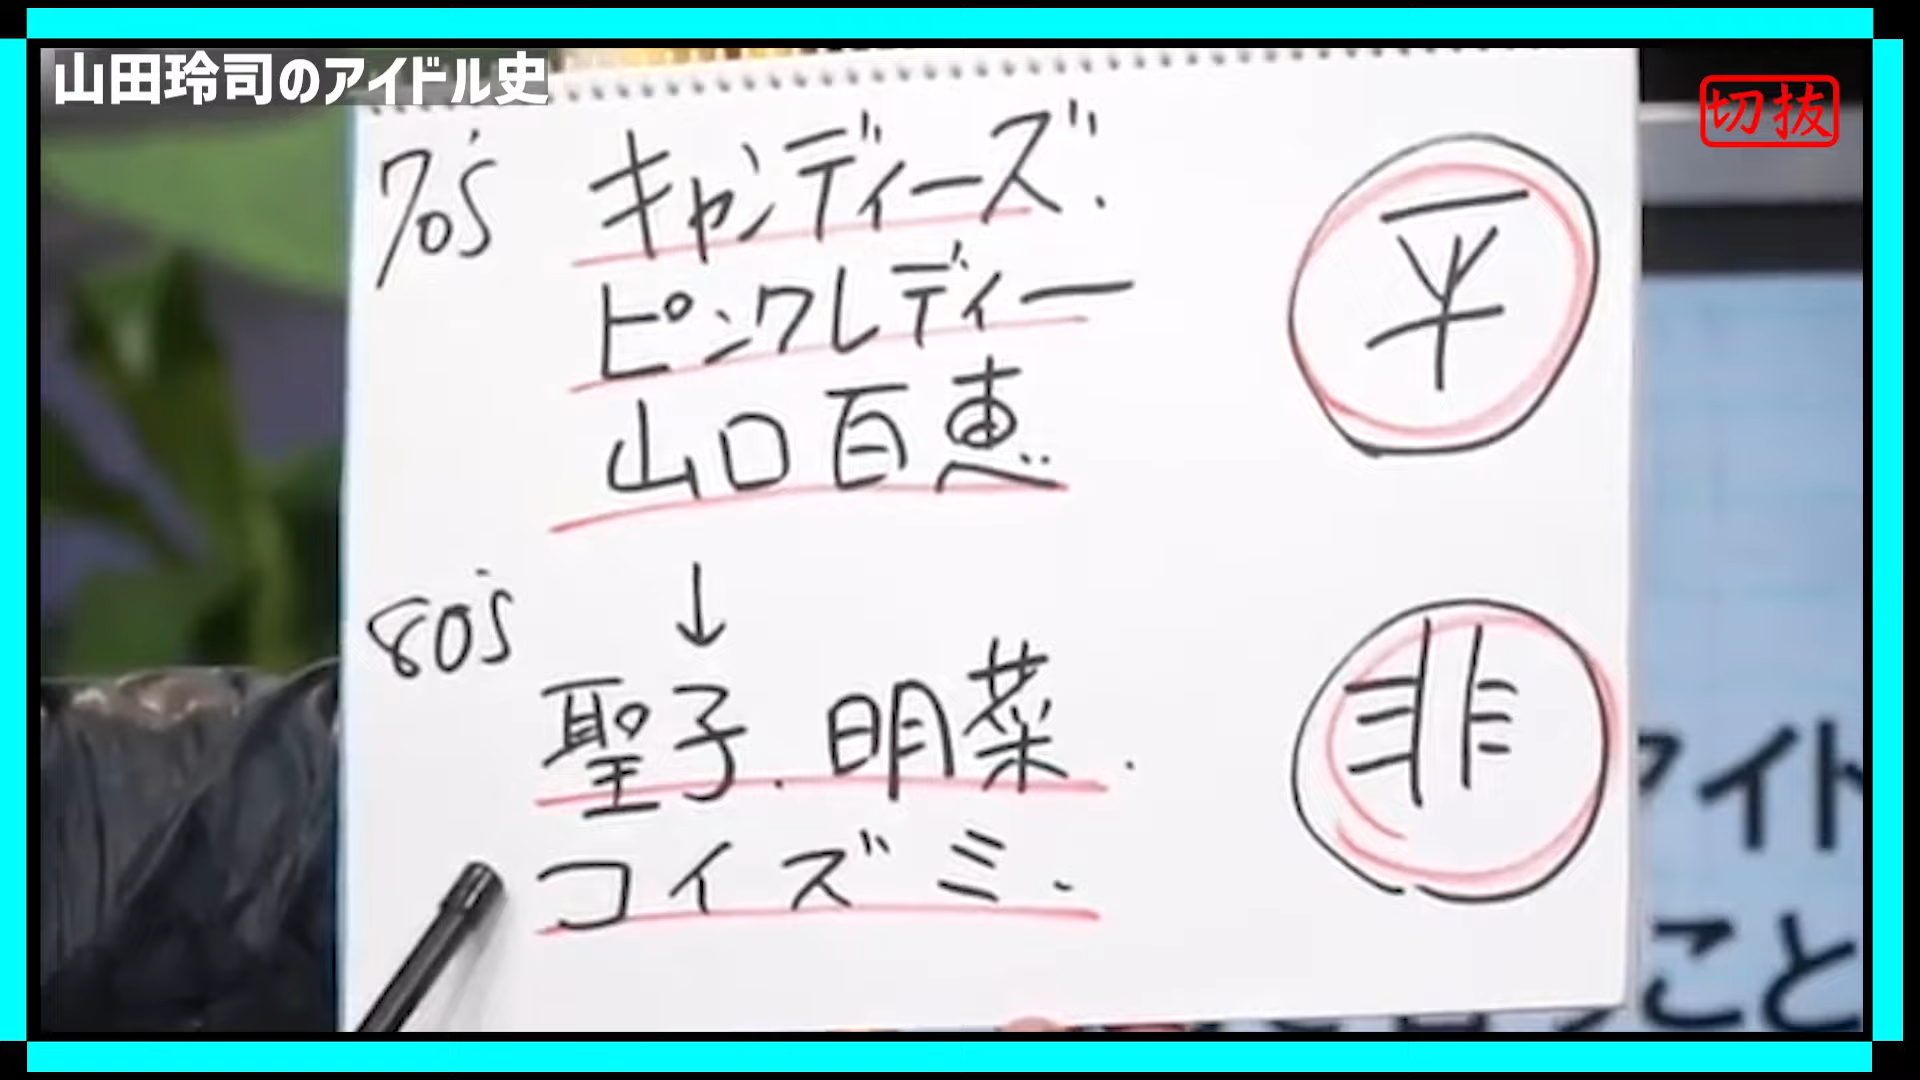 山田玲司のアイドル史
切抜
70's キャンディーズ.
ピンクレディー
山口百恵
平
↓
80's
聖子. 明菜.
非
コイズミ.
アイド
こと